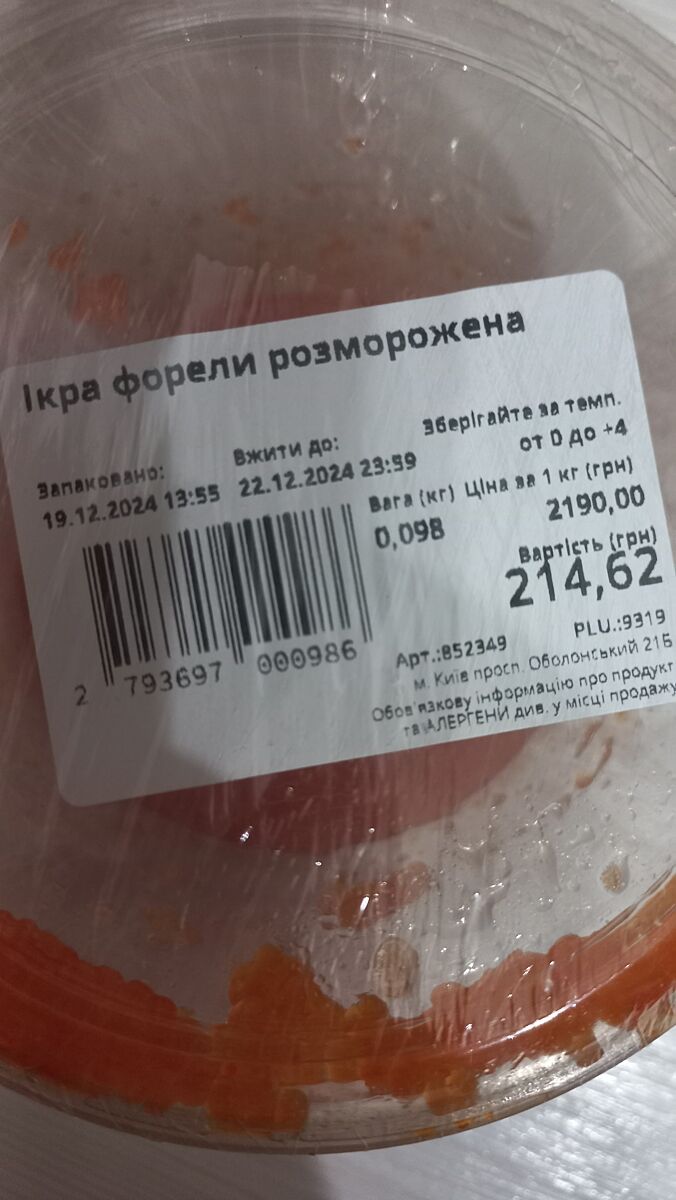 Ікра форели розморожена
Зберігайте за темп.
от 0 до +4
Запаковано: Вжити до:
19.12.2024 13:55 22.12.2024 23:59
Вага (кг) Ціна за 1 кг (грн)
0,098 2190,00
Вартість (грн)
214,62
2 793697 000986
Арт.:852349 PLU.:9319
м. Київ просп. Оболонський 21Б
Обов'язкову інформацію про продукт
та АЛЕРГЕНИ див. у місці продажу